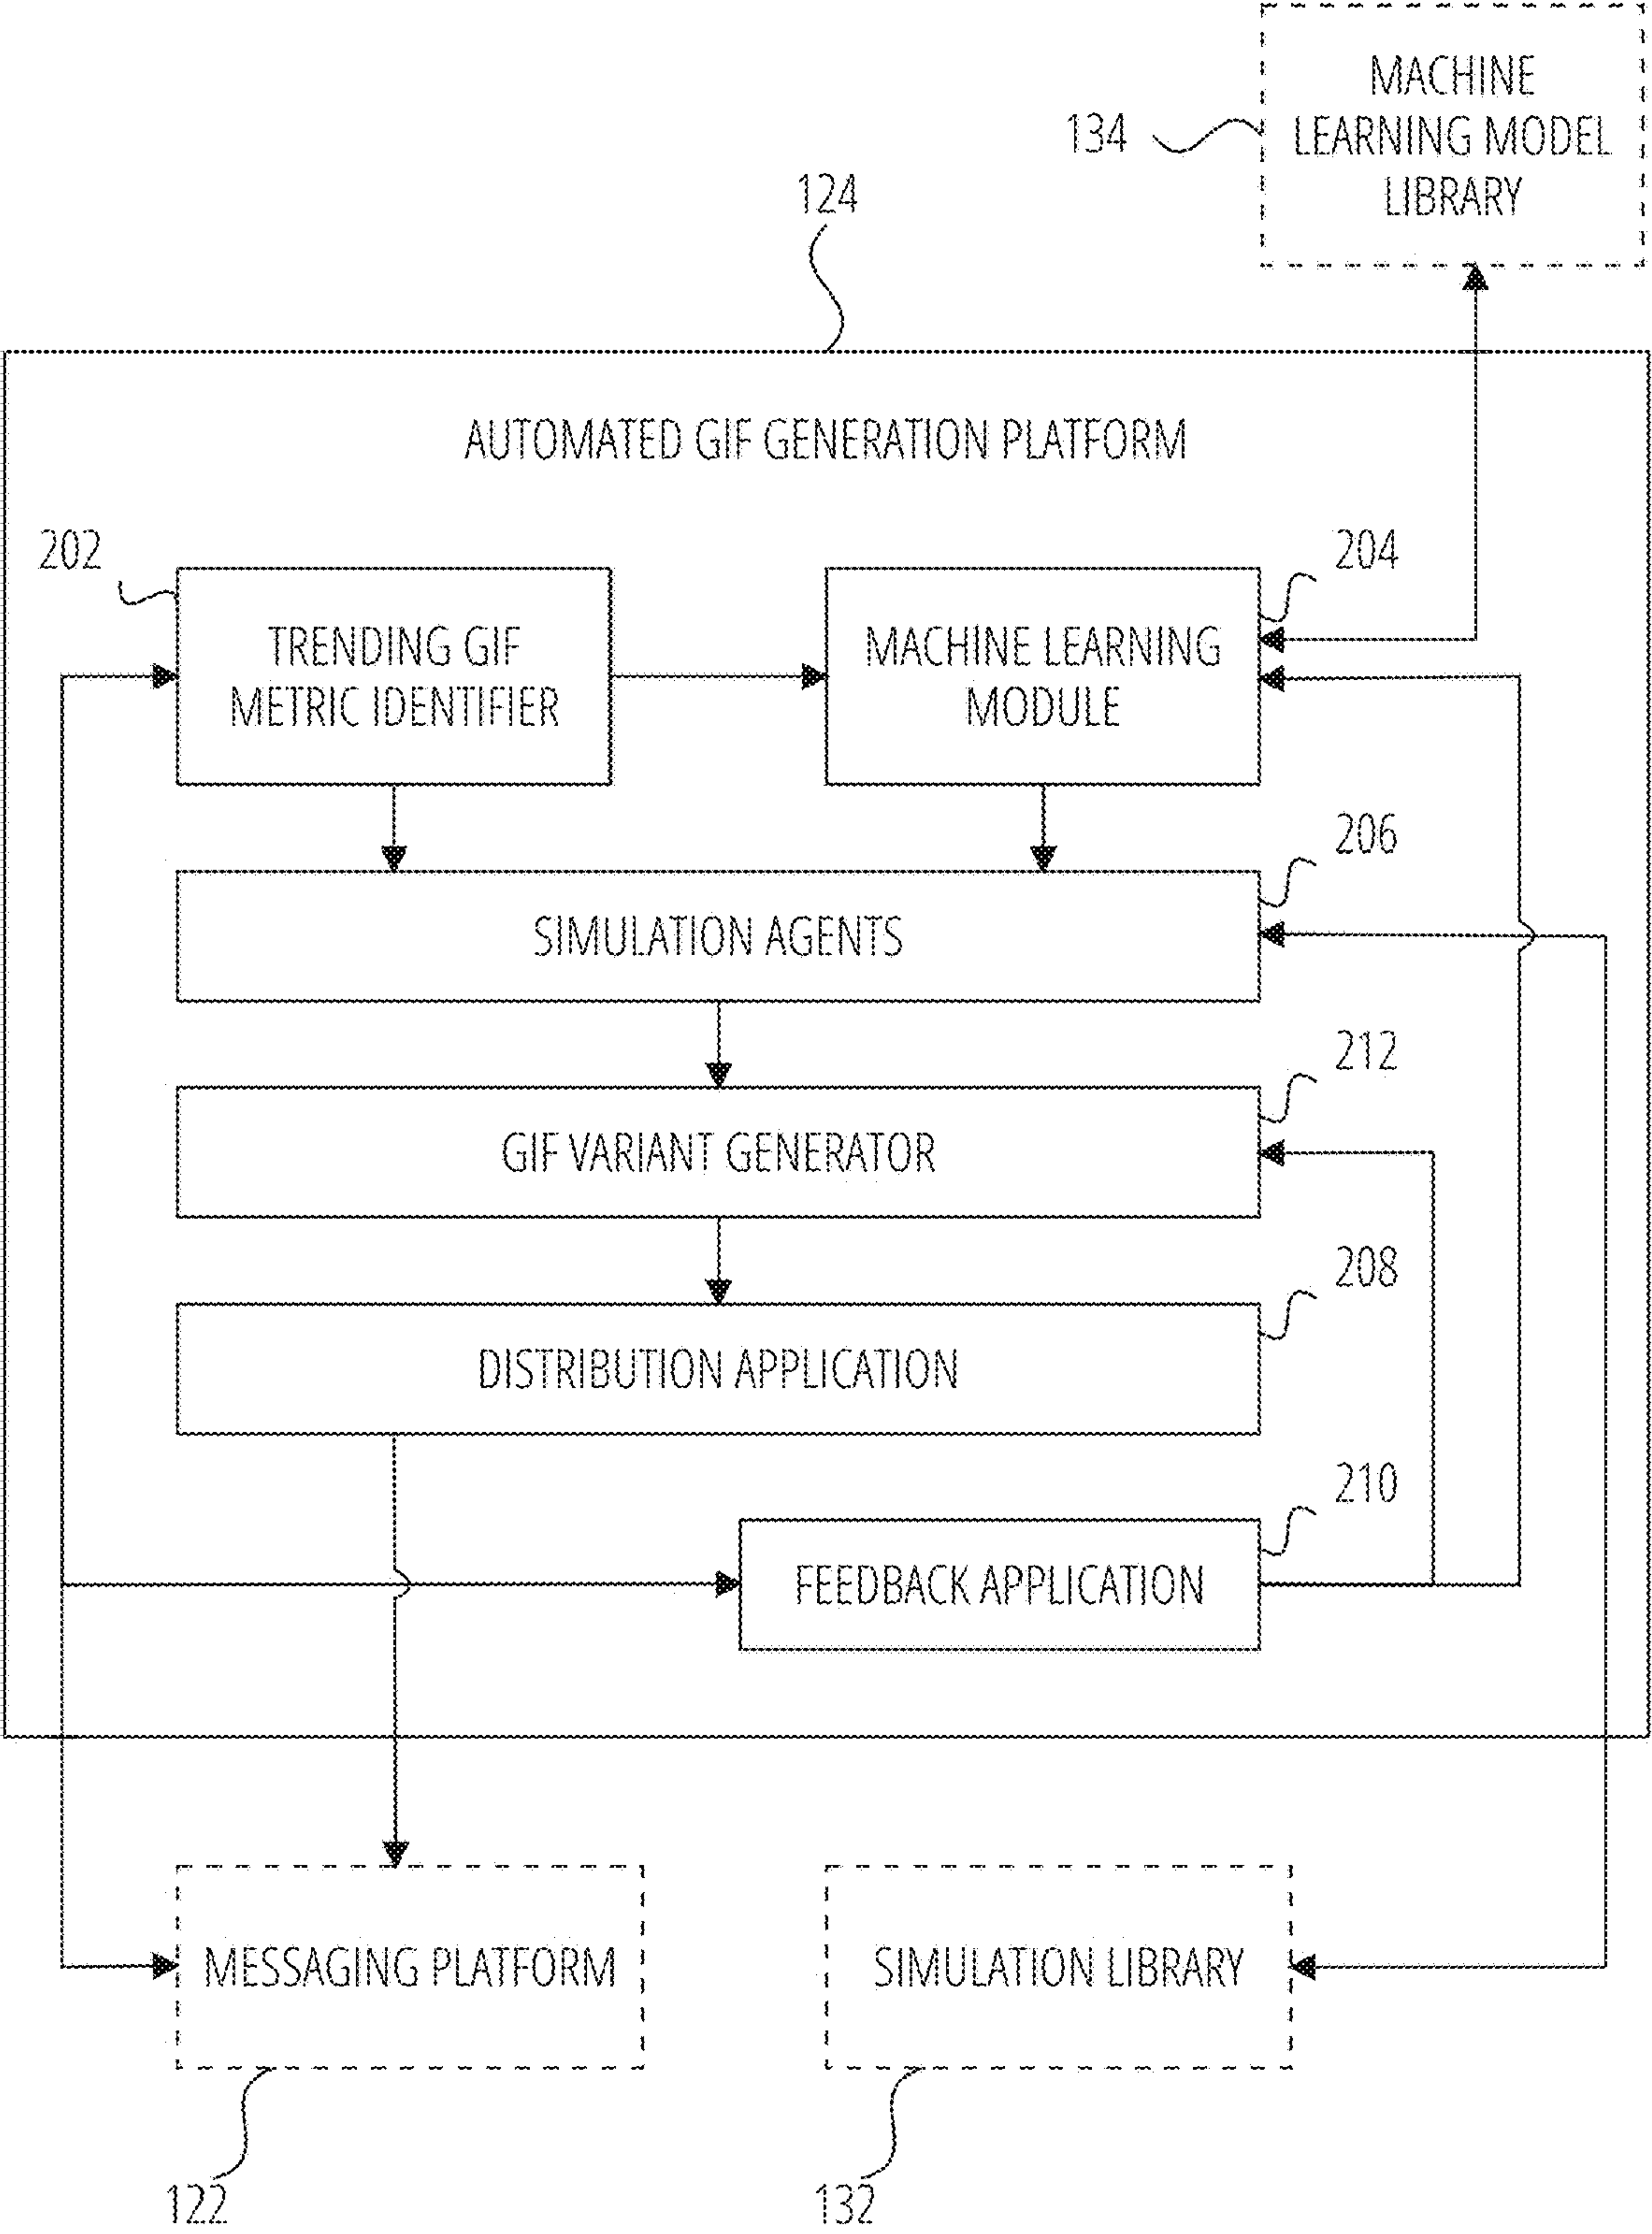 MACHINE
LEARNING MODEL
LIBRARY
134
124
AUTOMATED GIF GENERATION PLATFORM
202
204
TRENDING GIF
METRIC IDENTIFIER
MACHINE LEARNING
MODULE
206
SIMULATION AGENTS
212
GIF VARIANT GENERATOR
208
DISTRIBUTION APPLICATION
210
FEEDBACK APPLICATION
MESSAGING PLATFORM
SIMULATION LIBRARY
122
132